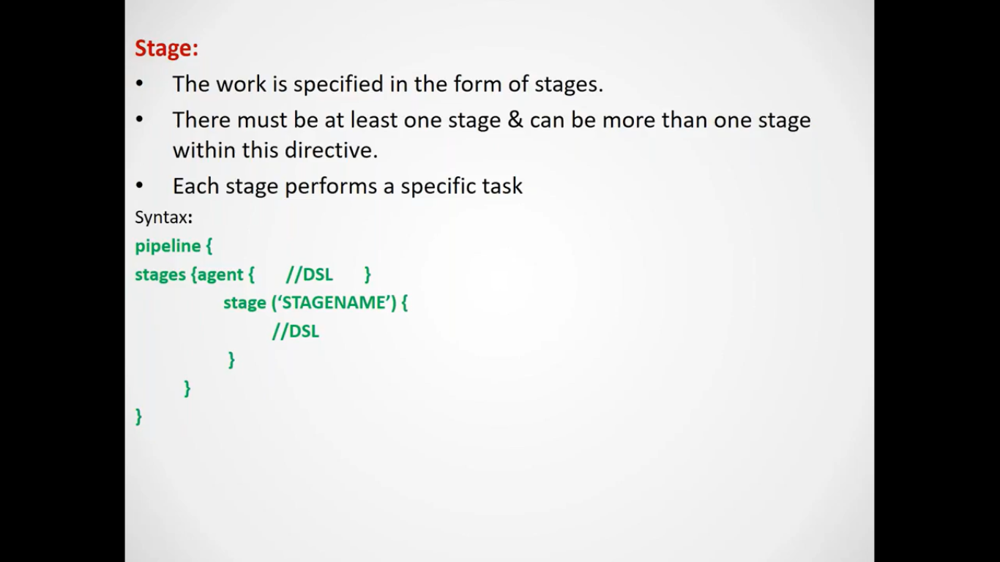 Stage:
• The work is specified in the form of stages.
• There must be at least one stage & can be more than one stage
within this directive.
• Each stage performs a specific task
Syntax:
pipeline {
stages {agent { //DSL }
stage (‘STAGENAME’) {
//DSL
}
}
}